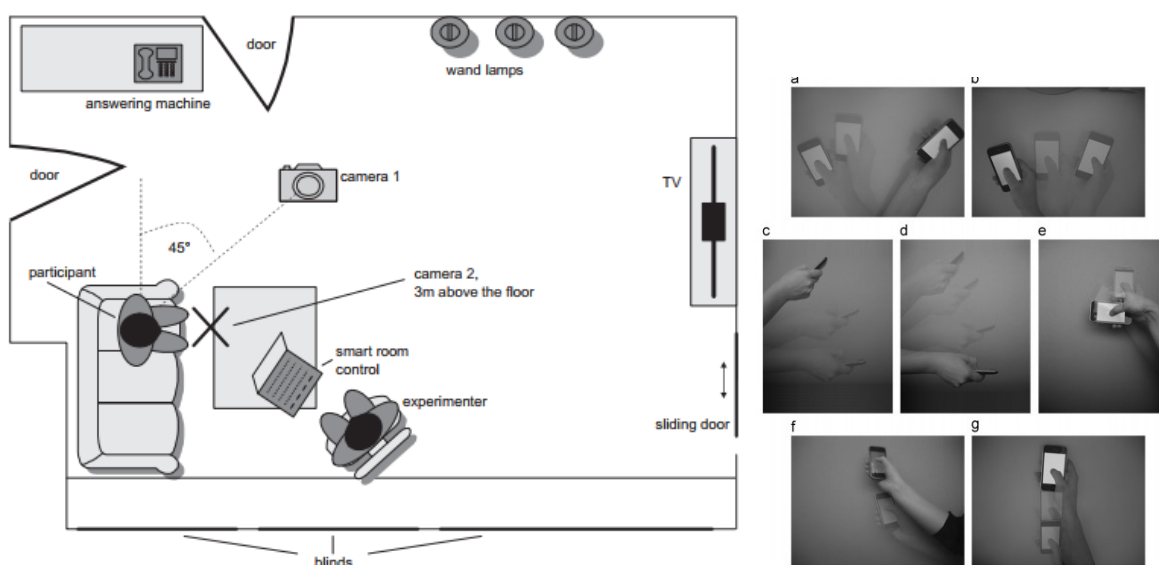 door
wand lamps
answering machine
door
camera 1
TV
45°
participant
camera 2,
3m above the floor
smart room
control
experimenter
sliding door
blinds
a
c
d
e
f
g